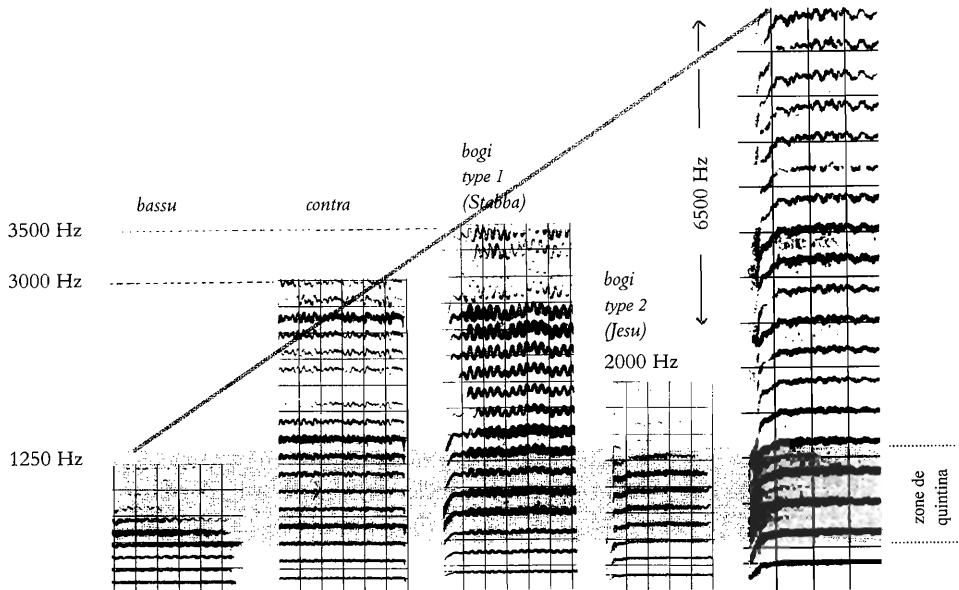 bogi
type 1
(Stabba)
bassu
contra
3500 Hz
3000 Hz
6500 Hz
bogi
type 2
(Jesu)
2000 Hz
1250 Hz
zone de
quintina